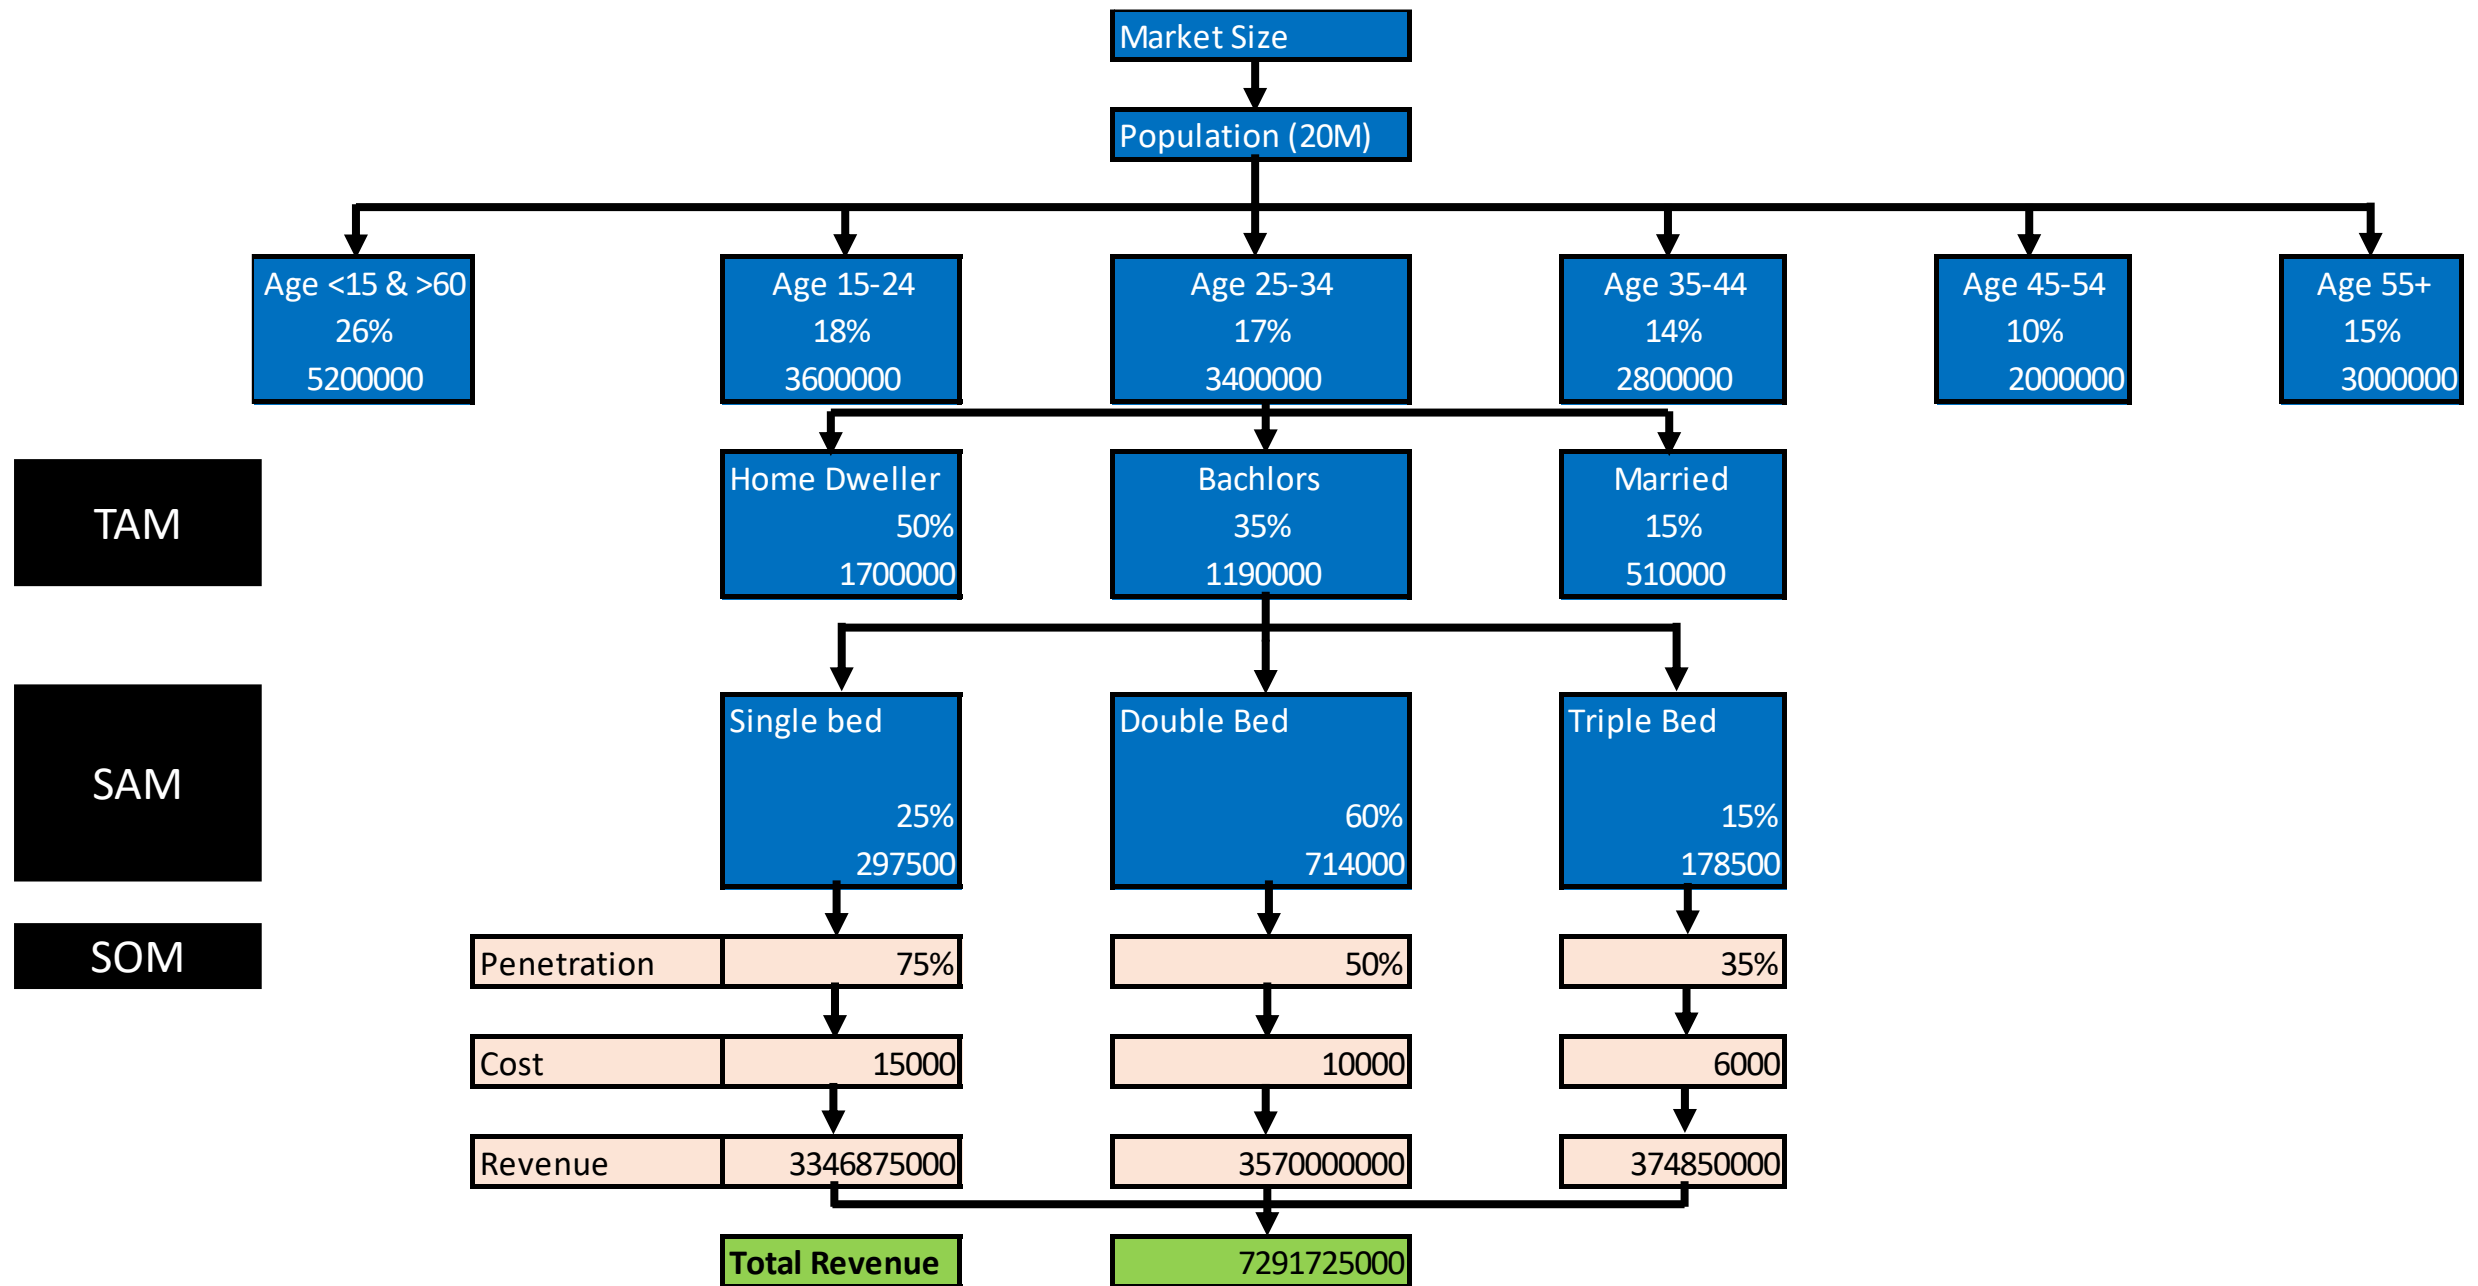 Market Size
Population (20M)
Age <15 & >60
26%
5200000
Age 15-24
18%
3600000
Age 25-34
17%
3400000
Age 35-44
14%
2800000
Age 45-54
10%
2000000
Age 55+
15%
3000000
TAM
Home Dweller
50%
1700000
Bachlors
35%
1190000
Married
15%
510000
SAM
Single bed
25%
297500
Double Bed
60%
714000
Triple Bed
15%
178500
SOM
Penetration
75%
50%
35%
Cost
15000
10000
6000
Revenue
3346875000
3570000000
374850000
Total Revenue
7291725000